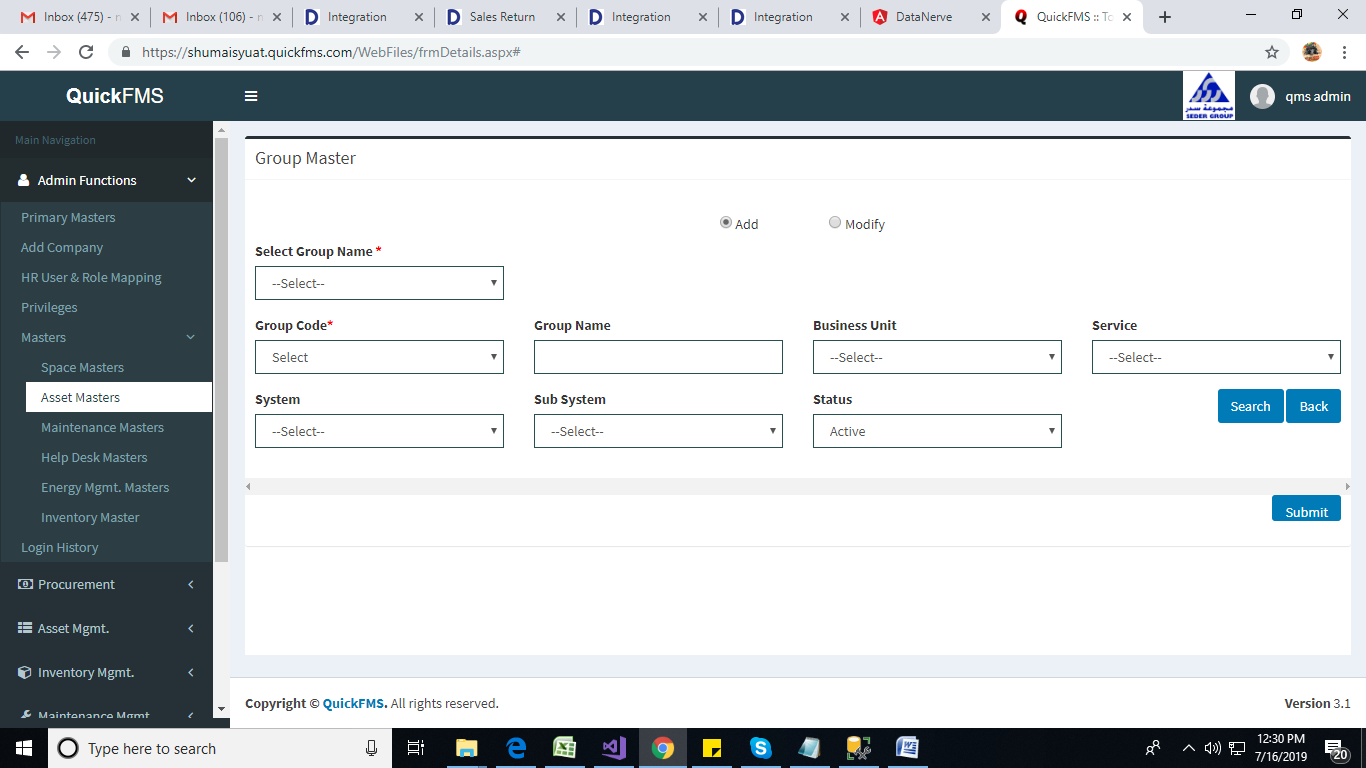 Inbox (475) - n
Inbox (106) - n
Integration
Sales Return
Integration
Integration
DataNerve
QuickFMS :: To
https://shumaisyuat.quickfms.com/WebFiles/frmDetails.aspx#
QuickFMS
SEDER GROUP
qms admin
Main Navigation
Admin Functions
Primary Masters
Add Company
HR User & Role Mapping
Privileges
Masters
Space Masters
Asset Masters
Maintenance Masters
Help Desk Masters
Energy Mgmt. Masters
Inventory Master
Login History
Procurement
Asset Mgmt.
Inventory Mgmt.
Maintenance Mgmt.
Group Master
Add Modify
Select Group Name *
--Select--
Group Code* Group Name Business Unit Service
Select --Select-- --Select--
System Sub System Status
--Select-- --Select-- Active
Search Back
Submit
Copyright © QuickFMS. All rights reserved.
Version 3.1
Type here to search
12:30 PM
7/16/2019
20